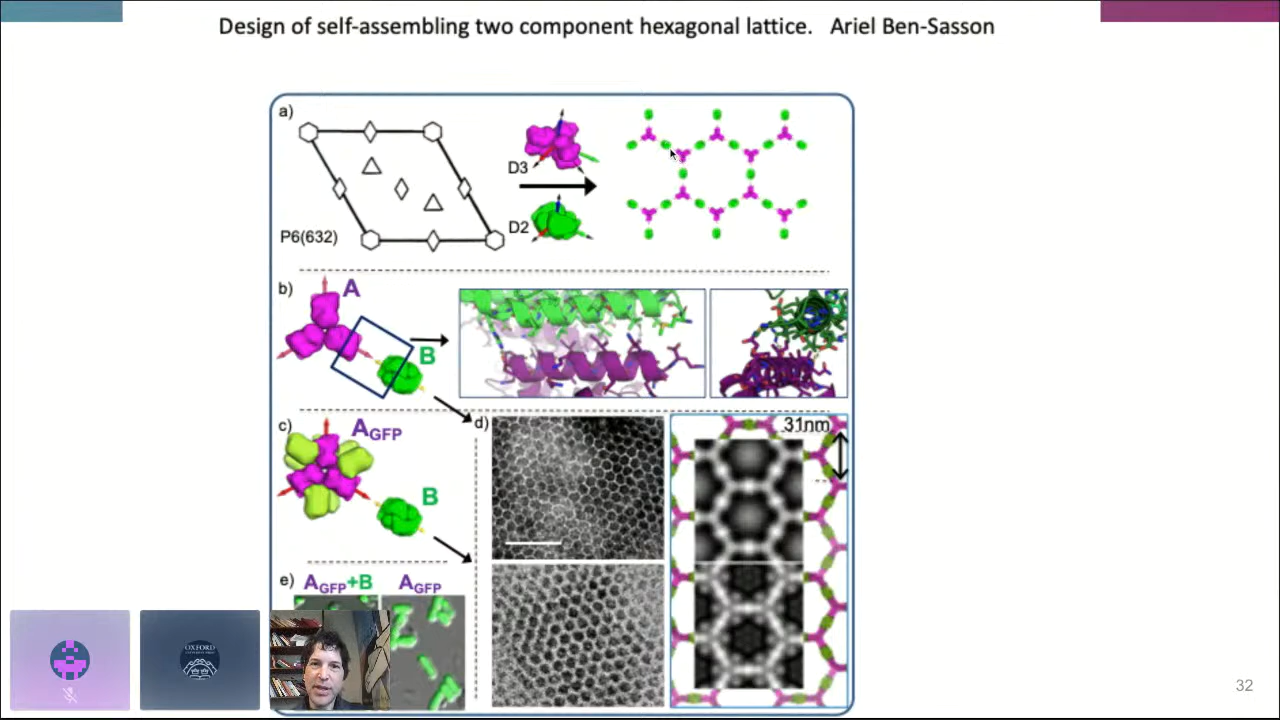 Design of self-assembling two component hexagonal lattice. Ariel Ben-Sasson
a)
D3
D2
P6(632)
b)
A
B
c)
AGFP
B
d)
31nm
e)
AGFP+B AGFP
OXFORD
32